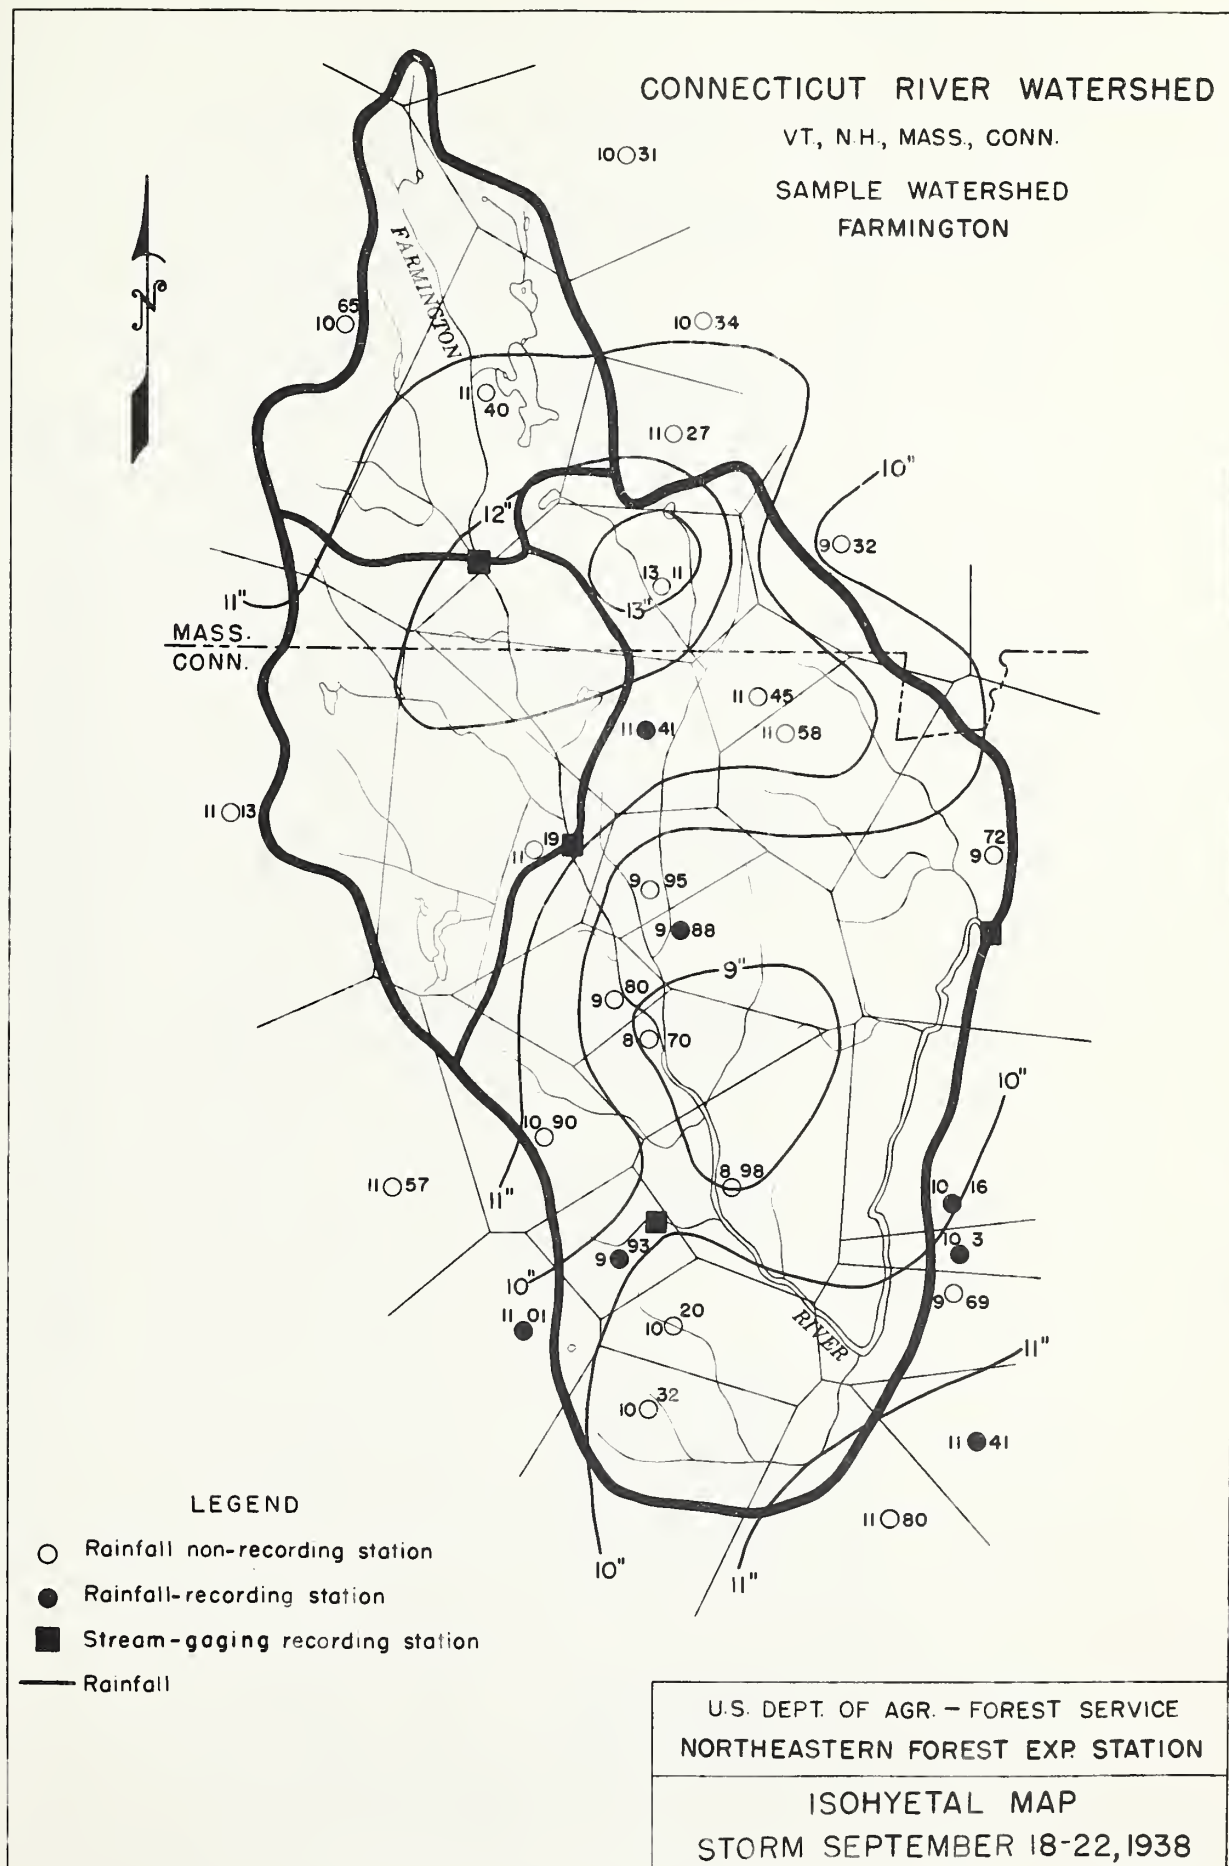 CONNECTICUT RIVER WATERSHED
VT., N.H., MASS., CONN.
SAMPLE WATERSHED
FARMINGTON
10 31
N
FARMINGTON
65
10
10 34
11
40
11 27
10"
12"
9 32
13 11
13"
11"
MASS.
CONN.
11 45
11 41
11 58
11 13
19
11
72
9
9 95
9 88
9"
9 80
8 70
10"
10 90
8 98
11 57
11"
10 16
9 93
10 3
10"
9 69
11 01
10 20
RIVER
11"
10 32
11 41
11 80
10"
11"
LEGEND
Rainfall non-recording station
Rainfall-recording station
Stream-gaging recording station
Rainfall
U.S. DEPT. OF AGR. – FOREST SERVICE
NORTHEASTERN FOREST EXP. STATION
ISOHYETAL MAP
STORM SEPTEMBER 18-22, 1938